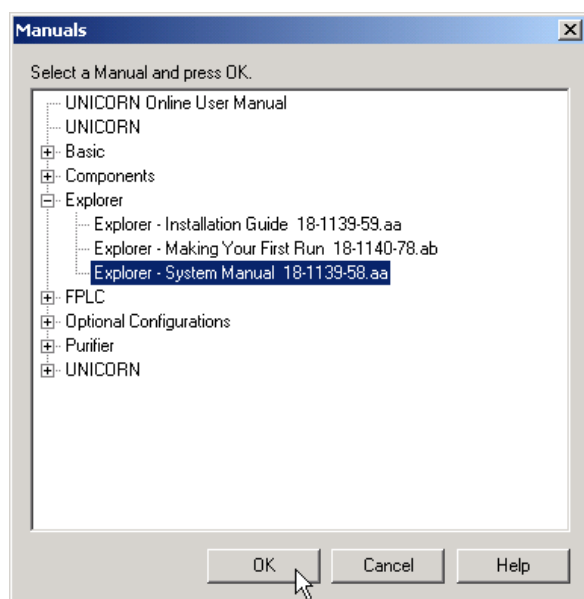 Manuals
Select a Manual and press OK.
UNICORN Online User Manual
UNICORN
Basic
Components
Explorer
Explorer - Installation Guide 18-1139-59.aa
Explorer - Making Your First Run 18-1140-78.ab
Explorer - System Manual 18-1139-58.aa
FPLC
Optional Configurations
Purifier
UNICORN
OK Cancel Help